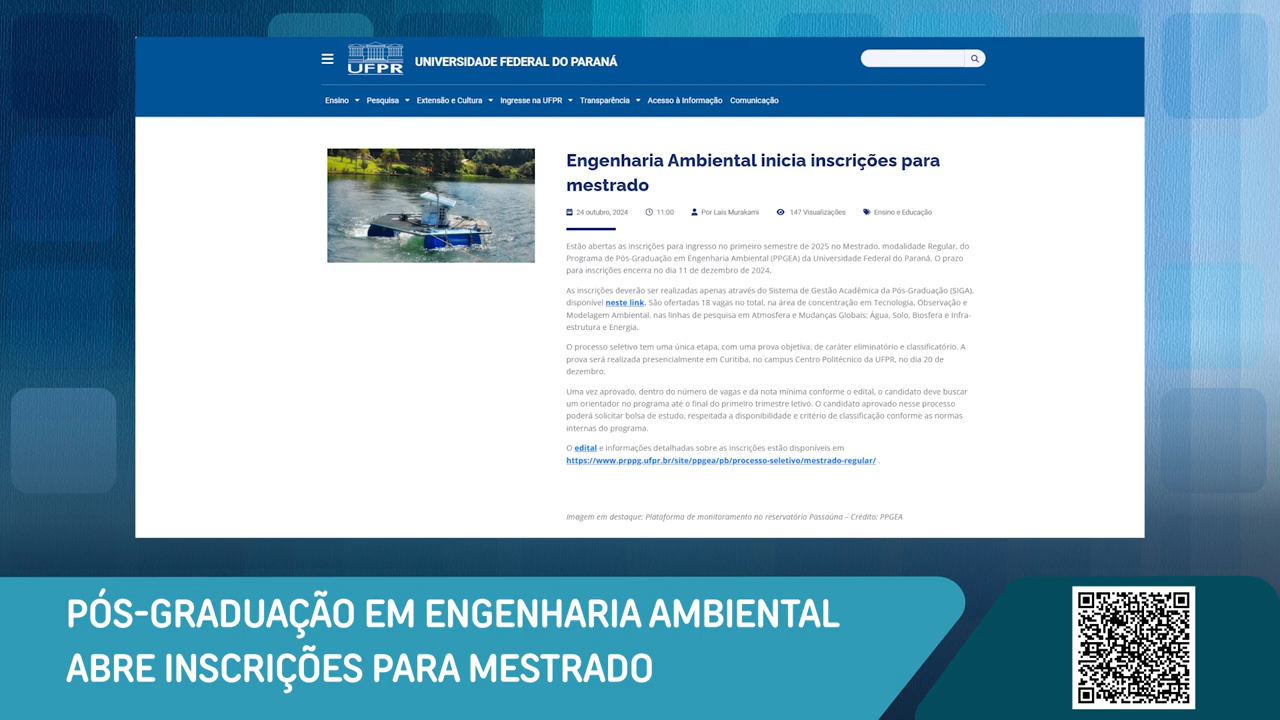 UFPR
UNIVERSIDADE FEDERAL DO PARANÁ
Ensino
Pesquisa
Extensão e Cultura
Ingresse na UFPR
Transparência
Acesso à Informação
Comunicação
Engenharia Ambiental inicia inscrições para
mestrado
24 outubro, 2024
11:00
Por Lais Murakami
147 Visualizações
Ensino e Educação
Estão abertas as inscrições para ingresso no primeiro semestre de 2025 no Mestrado, modalidade Regular, do
Programa de Pós-Graduação em Engenharia Ambiental (PPGEA) da Universidade Federal do Paraná. O prazo
para inscrições encerra no dia 11 de dezembro de 2024.
As inscrições deverão ser realizadas apenas através do Sistema de Gestão Acadêmica da Pós-Graduação (SIGA),
disponível neste link. São ofertadas 18 vagas no total, na área de concentração em Tecnologia, Observação e
Modelagem Ambiental, nas linhas de pesquisa em Atmosfera e Mudanças Globais; Água, Solo, Biosfera e Infra-
estrutura e Energia.
O processo seletivo tem uma única etapa, com uma prova objetiva, de caráter eliminatório e classificatório. A
prova será realizada presencialmente em Curitiba, no campus Centro Politécnico da UFPR, no dia 20 de
dezembro.
Uma vez aprovado, dentro do número de vagas e da nota mínima conforme o edital, o candidato deve buscar
um orientador no programa até o final do primeiro trimestre letivo. O candidato aprovado nesse processo
poderá solicitar bolsa de estudo, respeitada a disponibilidade e critério de classificação conforme as normas
internas do programa.
O edital e informações detalhadas sobre as inscrições estão disponíveis em
https://www.prppg.ufpr.br/site/ppgea/pb/processo-seletivo/mestrado-regular/ .
Imagem em destaque: Plataforma de monitoramento no reservatório Passaúna – Crédito: PPGEA
PÓS-GRADUAÇÃO EM ENGENHARIA AMBIENTAL
ABRE INSCRIÇÕES PARA MESTRADO